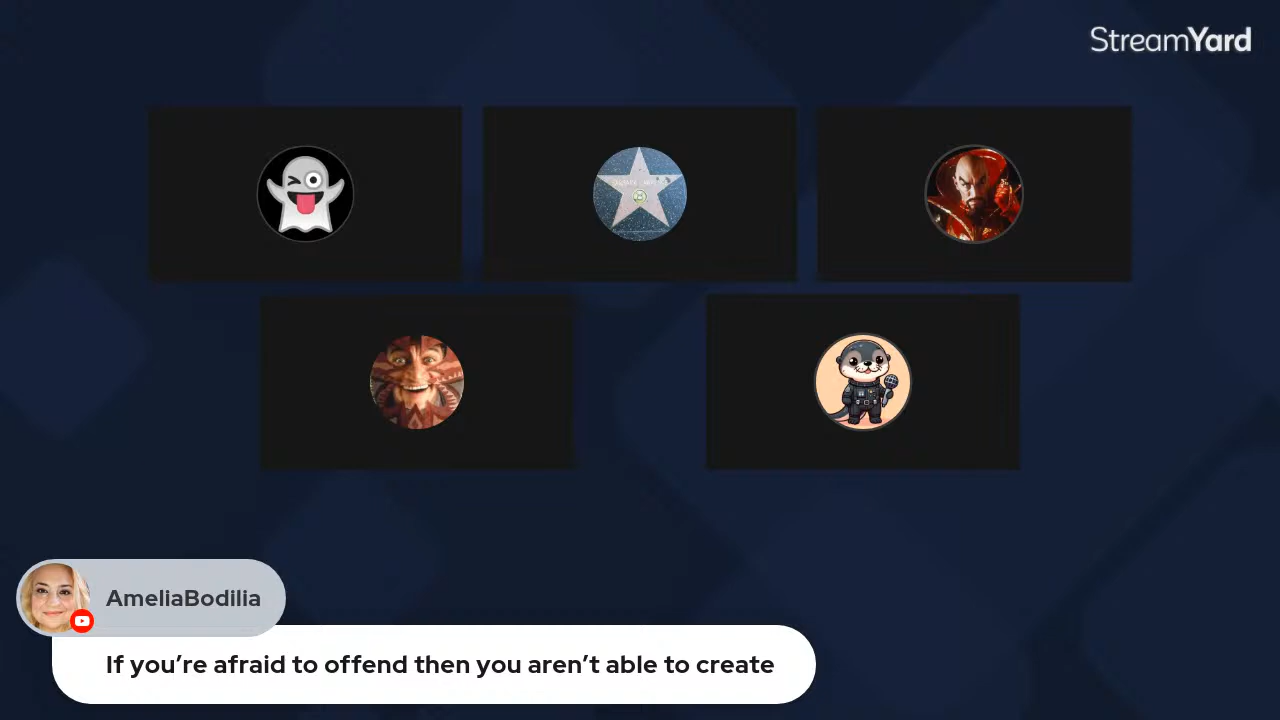 StreamYard
AmeliaBodilia
If you’re afraid to offend then you aren’t able to create